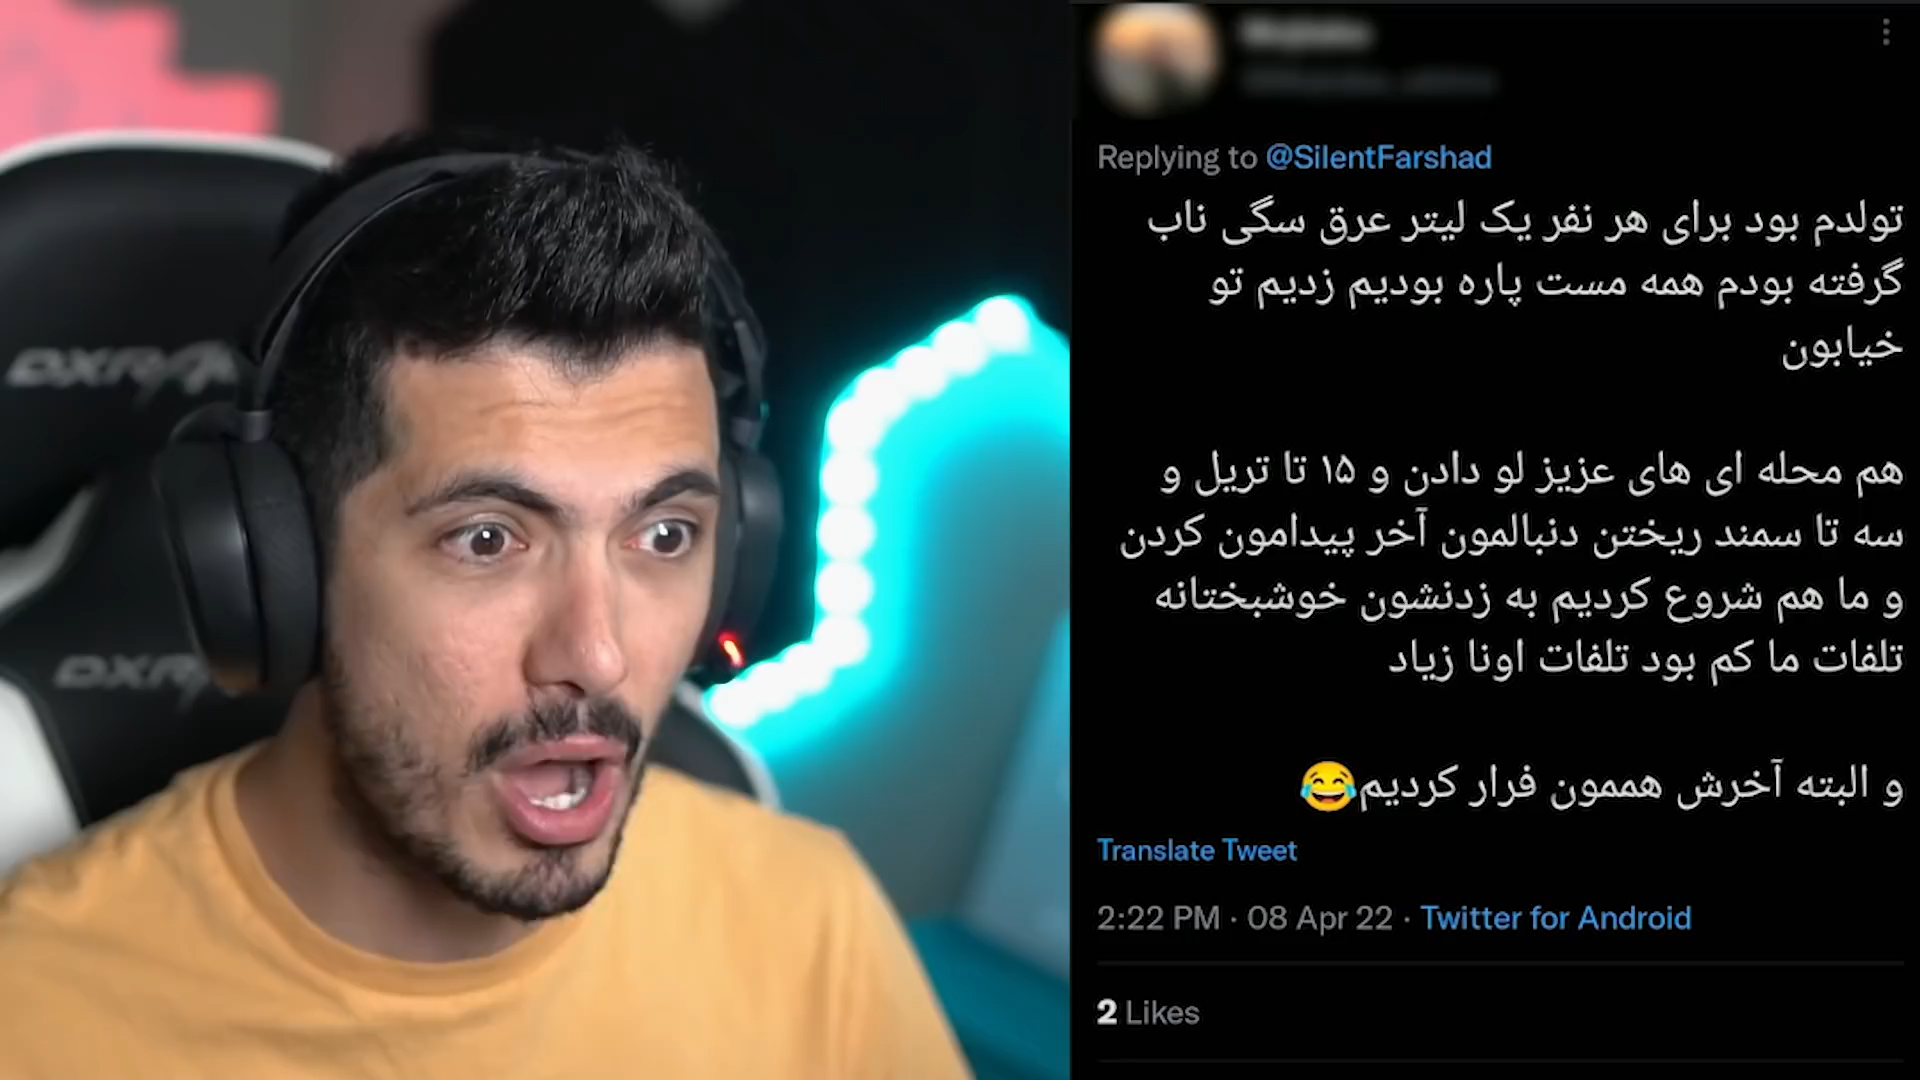 Replying to @SilentFarshad
تولدم بود برای هر نفر یک لیتر عرق سگی ناب
گرفته بودم همه مست پاره بودیم زدیم تو
خیابون
هم محله ای های عزیز لو دادن و ۱۵ تا تریل و
سه تا سمند ریختن دنبالمون آخر پیدامون کردن
و ما هم شروع کردیم به زدنشون خوشبختانه
تلفات ما کم بود تلفات اونا زیاد
و البته آخرش هممون فرار کردیم😂
Translate Tweet
2:22 PM · 08 Apr 22 · Twitter for Android
2 Likes